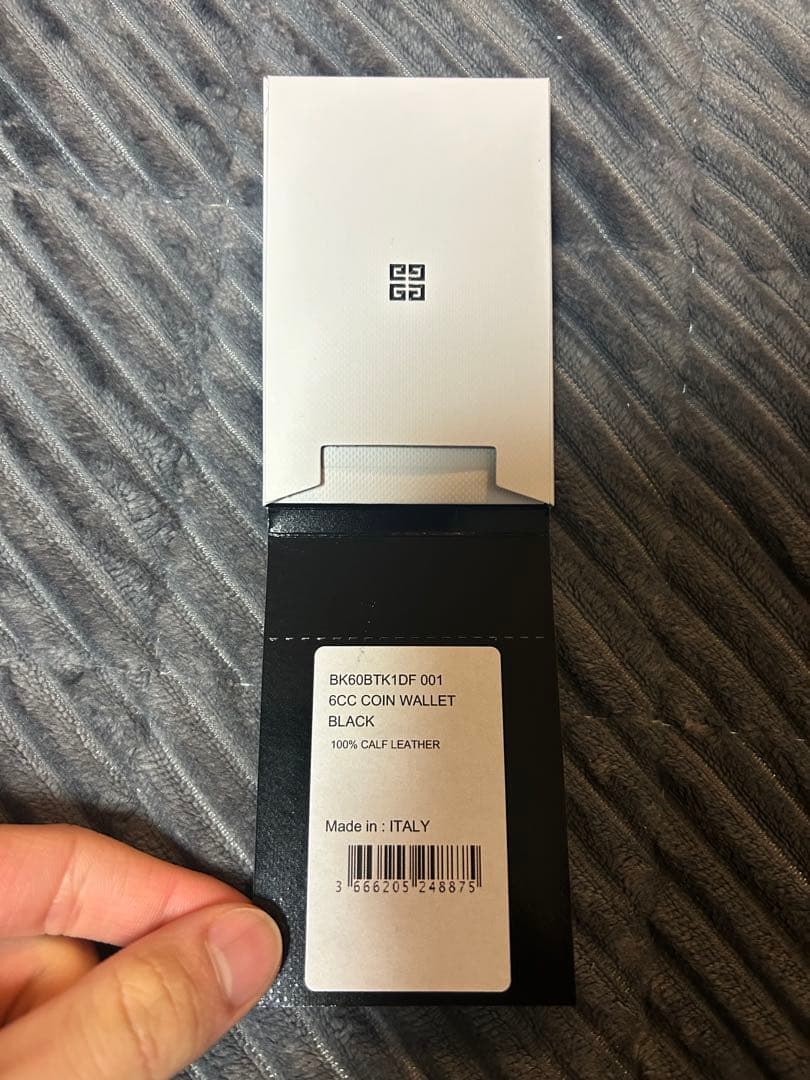 BK60BTK1DF 001
6CC COIN WALLET
BLACK
100% CALF LEATHER
Made in : ITALY
3 666205 248875